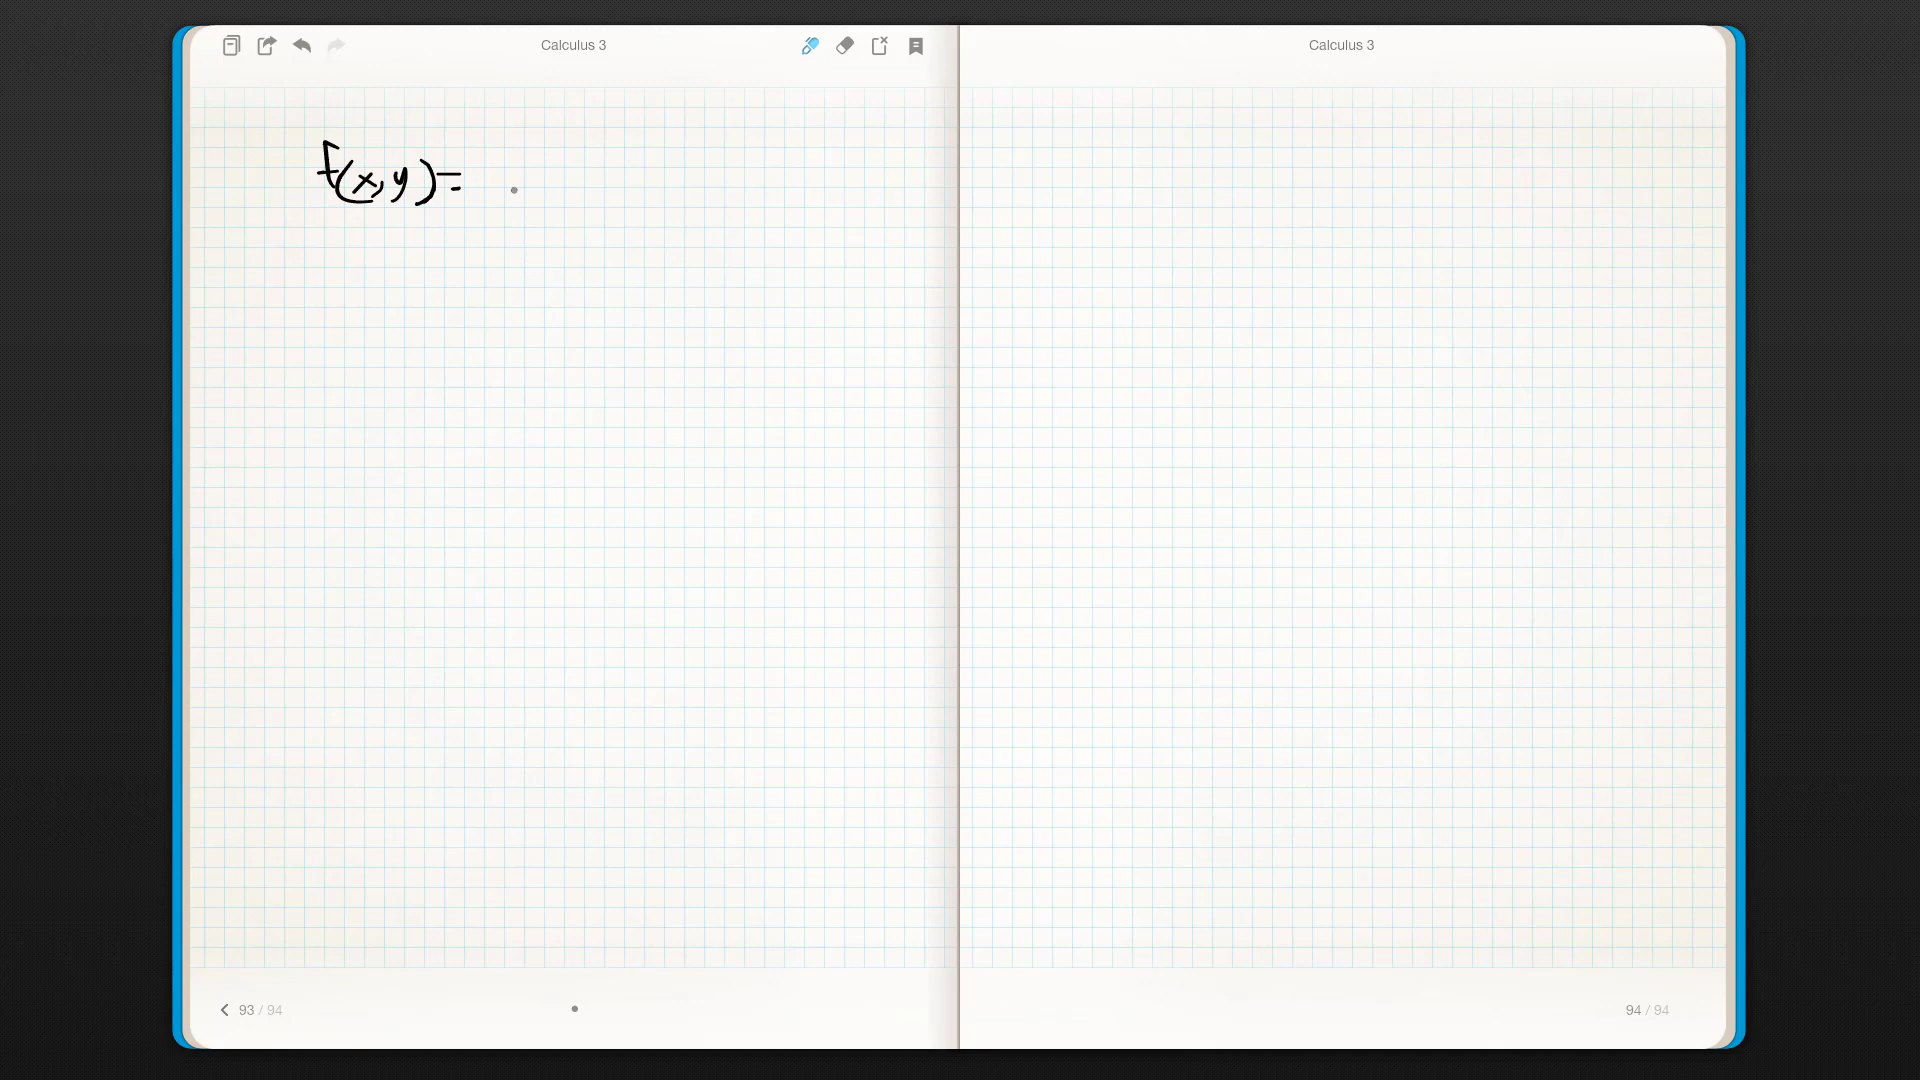 Calculus 3
Calculus 3
f(x,y)=
93 / 94
94 / 94